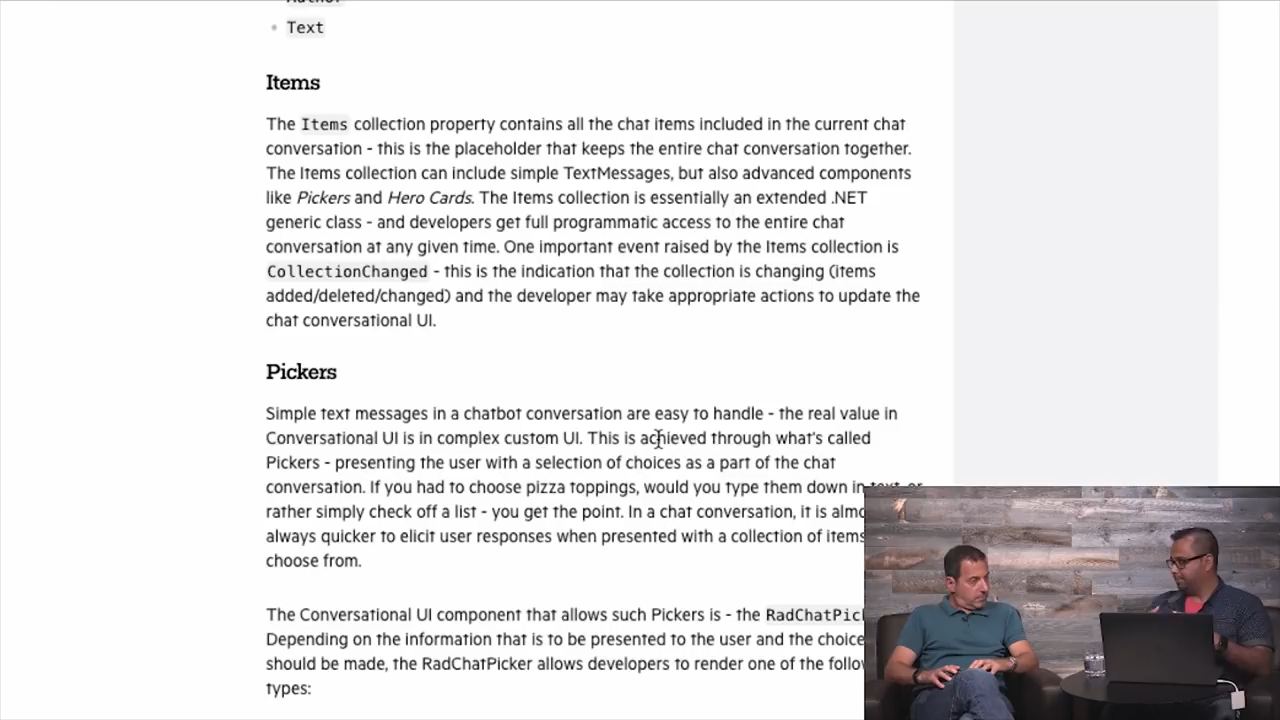 Text
Items
The Items collection property contains all the chat items included in the current chat
conversation - this is the placeholder that keeps the entire chat conversation together.
The Items collection can include simple TextMessages, but also advanced components
like Pickers and Hero Cards. The Items collection is essentially an extended .NET
generic class - and developers get full programmatic access to the entire chat
conversation at any given time. One important event raised by the Items collection is
CollectionChanged - this is the indication that the collection is changing (items
added/deleted/changed) and the developer may take appropriate actions to update the
chat conversational UI.
Pickers
Simple text messages in a chatbot conversation are easy to handle - the real value in
Conversational UI is in complex custom UI. This is achieved through what's called
Pickers - presenting the user with a selection of choices as a part of the chat
conversation. If you had to choose pizza toppings, would you type them down in text or
rather simply check off a list - you get the point. In a chat conversation, it is almo
always quicker to elicit user responses when presented with a collection of items
choose from.
The Conversational UI component that allows such Pickers is - the RadChatPic
Depending on the information that is to be presented to the user and the choice
should be made, the RadChatPicker allows developers to render one of the follow
types: